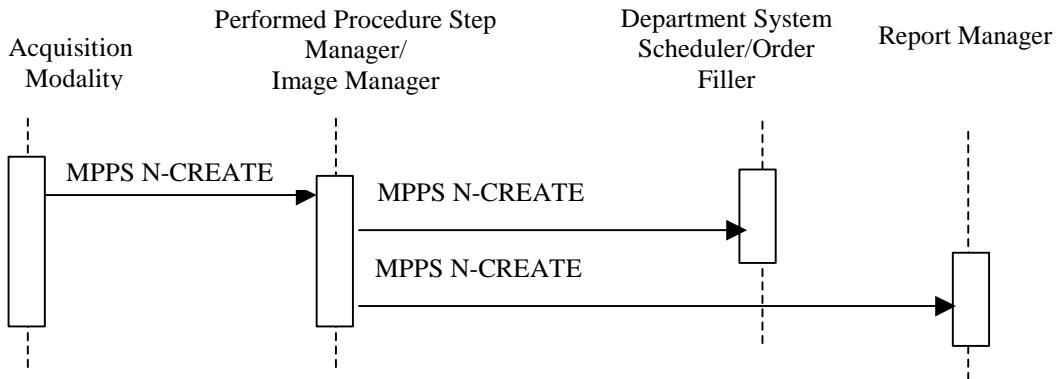 Acquisition
Modality
Performed Procedure Step
Manager/
Image Manager
Department System
Scheduler/Order
Filler
Report Manager
MPPS N-CREATE
MPPS N-CREATE
MPPS N-CREATE